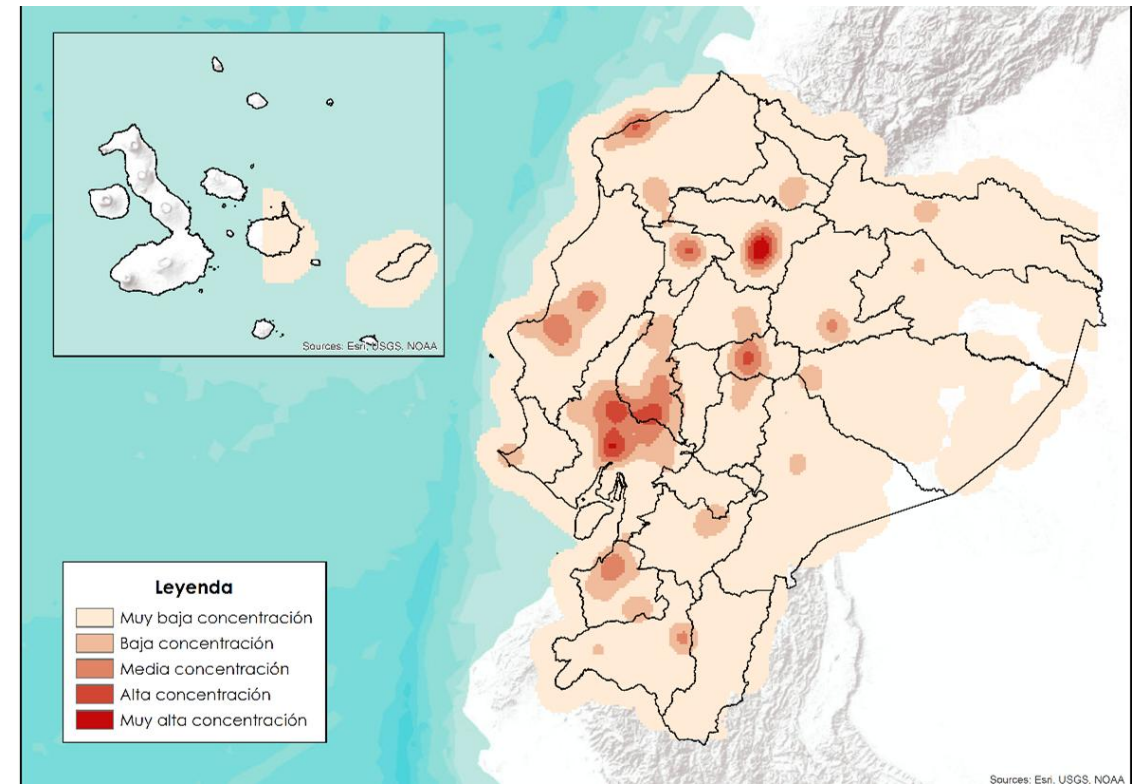 Sources: Esri, USGS, NOAA
Leyenda
Muy baja concentración
Baja concentración
Media concentración
Alta concentración
Muy alta concentración
Sources: Esri, USGS, NOAA